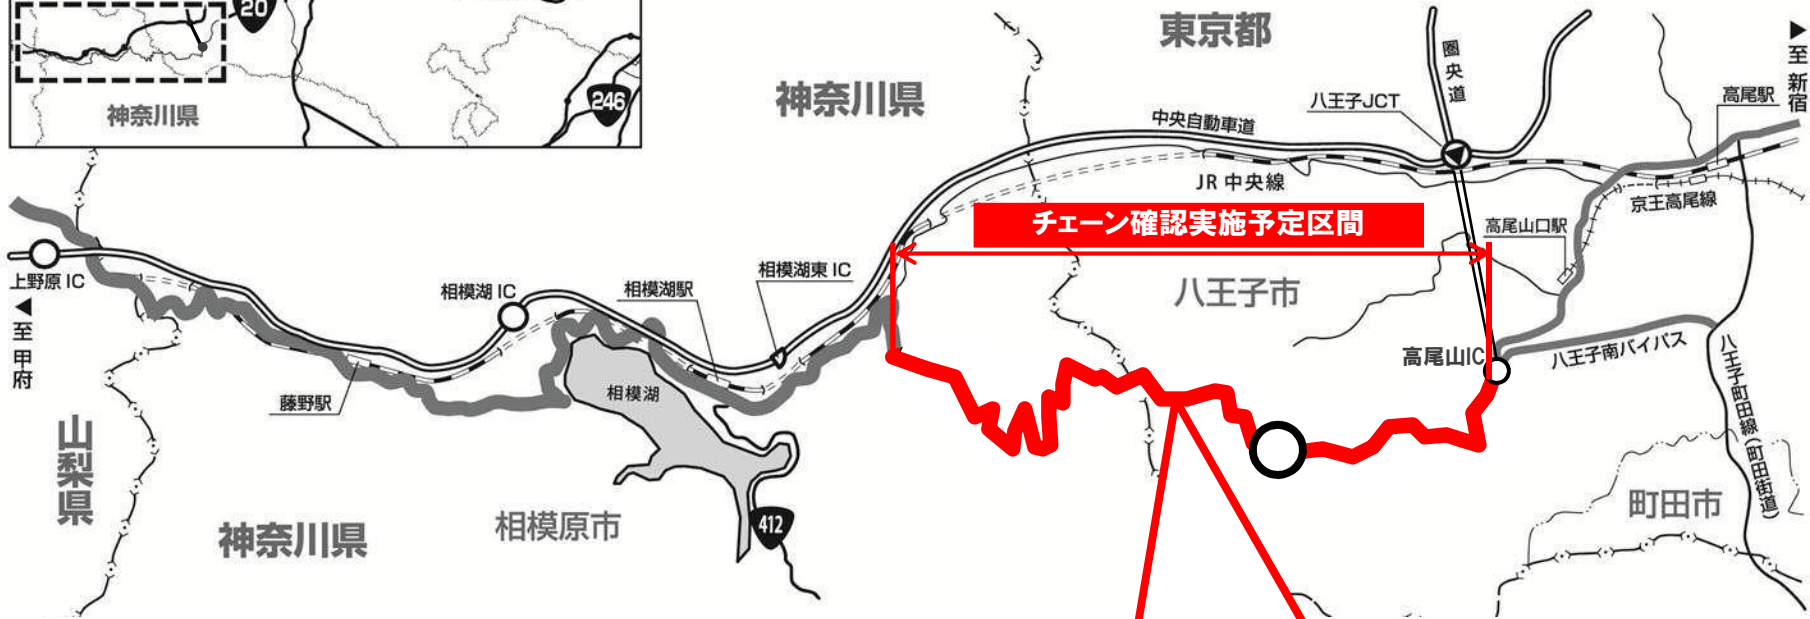 20
神奈川県
246
東京都
神奈川県
圏央道
八王子JCT
高尾駅
▶至 新宿
中央自動車道
JR 中央線
京王高尾線
チェーン確認実施予定区間
高尾山口駅
上野原 IC
◀至 甲府
相模湖 IC
相模湖駅
相模湖東 IC
八王子市
高尾山IC
八王子南バイパス
八王子町田線(町田街道)
藤野駅
相模湖
山梨県
神奈川県
相模原市
412
町田市